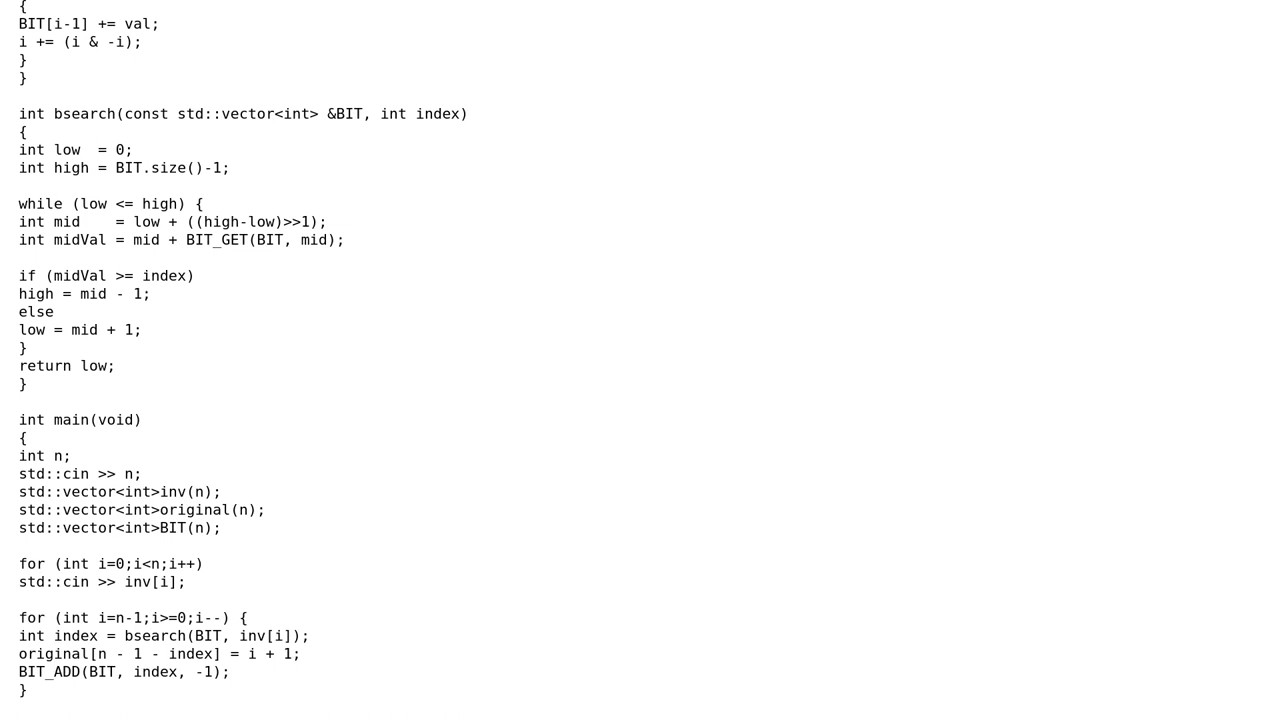 {
BIT[i-1] += val;
i += (i & -i);
}
}
int bsearch(const std::vector<int> &BIT, int index)
{
int low  = 0;
int high = BIT.size()-1;
while (low <= high) {
int mid    = low + ((high-low)>>1);
int midVal = mid + BIT_GET(BIT, mid);
if (midVal >= index)
high = mid - 1;
else
low = mid + 1;
}
return low;
}
int main(void)
{
int n;
std::cin >> n;
std::vector<int>inv(n);
std::vector<int>original(n);
std::vector<int>BIT(n);
for (int i=0;i<n;i++)
std::cin >> inv[i];
for (int i=n-1;i>=0;i--) {
int index = bsearch(BIT, inv[i]);
original[n - 1 - index] = i + 1;
BIT_ADD(BIT, index, -1);
}